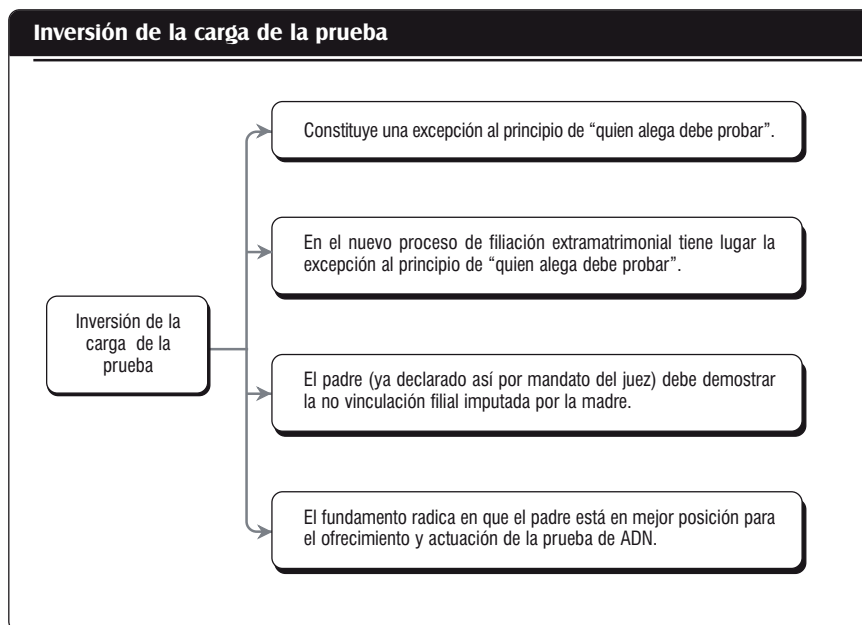 Inversión de la carga de la prueba
Constituye una excepción al principio de “quien alega debe probar”.
En el nuevo proceso de filiación extramatrimonial tiene lugar la
excepción al principio de “quien alega debe probar”.
Inversión de la
carga de la
prueba
El padre (ya declarado así por mandato del juez) debe demostrar
la no vinculación filial imputada por la madre.
El fundamento radica en que el padre está en mejor posición para
el ofrecimiento y actuación de la prueba de ADN.